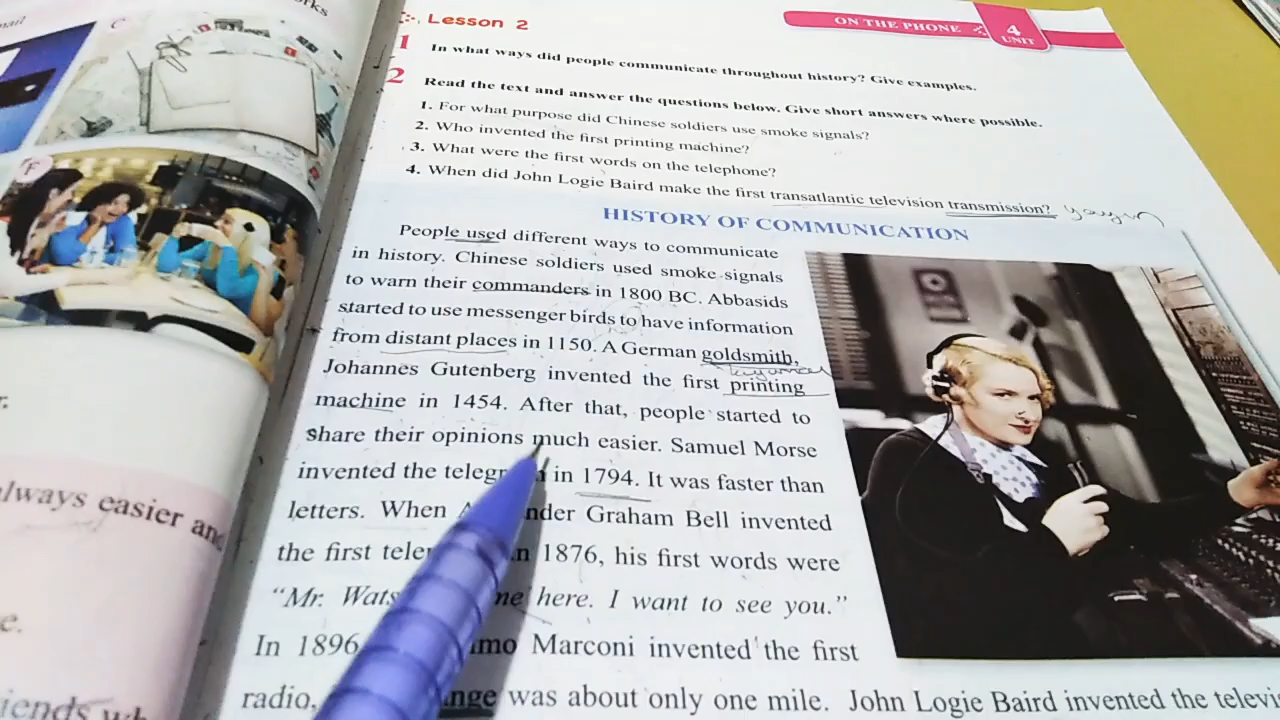 Lesson 2
ON THE PHONE
4
UNIT
1 In what ways did people communicate throughout history? Give examples.
2 Read the text and answer the questions below. Give short answers where possible.
1. For what purpose did Chinese soldiers use smoke signals?
2. Who invented the first printing machine?
3. What were the first words on the telephone?
4. When did John Logie Baird make the first transatlantic television transmission?
HISTORY OF COMMUNICATION
People used different ways to communicate
in history. Chinese soldiers used smoke signals
to warn their commanders in 1800 BC. Abbasids
started to use messenger birds to have information
from distant places in 1150. A German goldsmith,
Johannes Gutenberg invented the first printing
machine in 1454. After that, people started to
share their opinions much easier. Samuel Morse
invented the in 1794. It was faster than
letters. When Graham Bell invented
the first in 1876, his first words were
“Mr. here. I want to see you.”
In 1896 Marconi invented the first
radio, was about only one mile. John Logie Baird invented the
always easier and